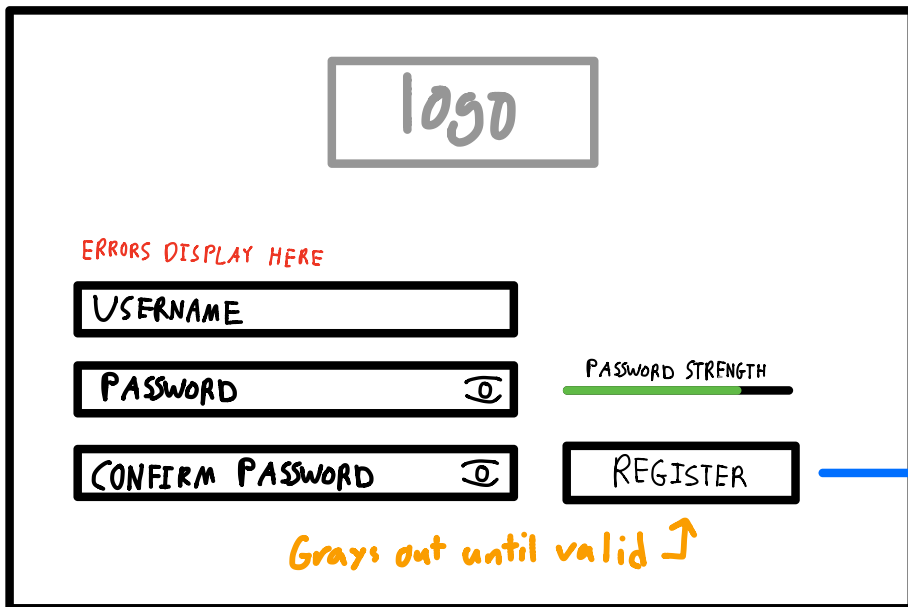 logo
ERRORS DISPLAY HERE
USERNAME
PASSWORD
PASSWORD STRENGTH
CONFIRM PASSWORD
REGISTER
Grays out until valid